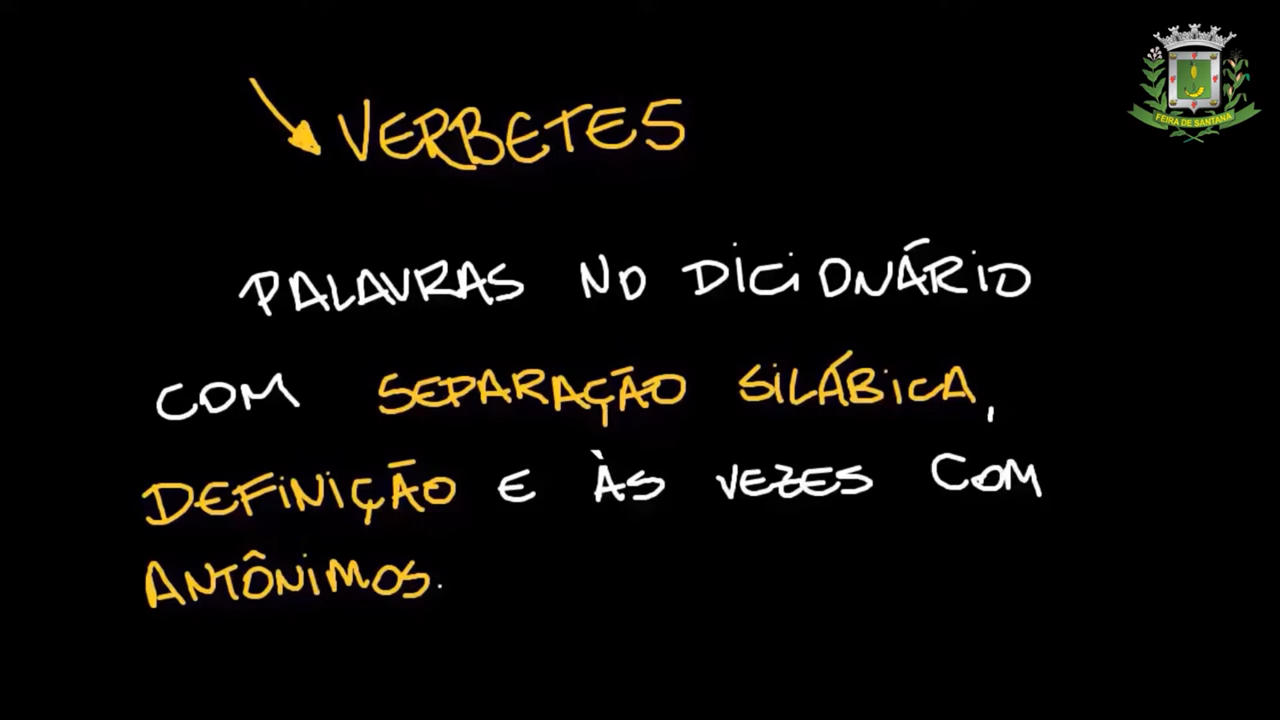 VERBETES
PALAVRAS NO DICIONÁRIO
COM SEPARAÇÃO SILÁBICA,
DEFINIÇÃO E ÀS VEZES COM
ANTÔNIMOS.
FEIRA DE SANTANA